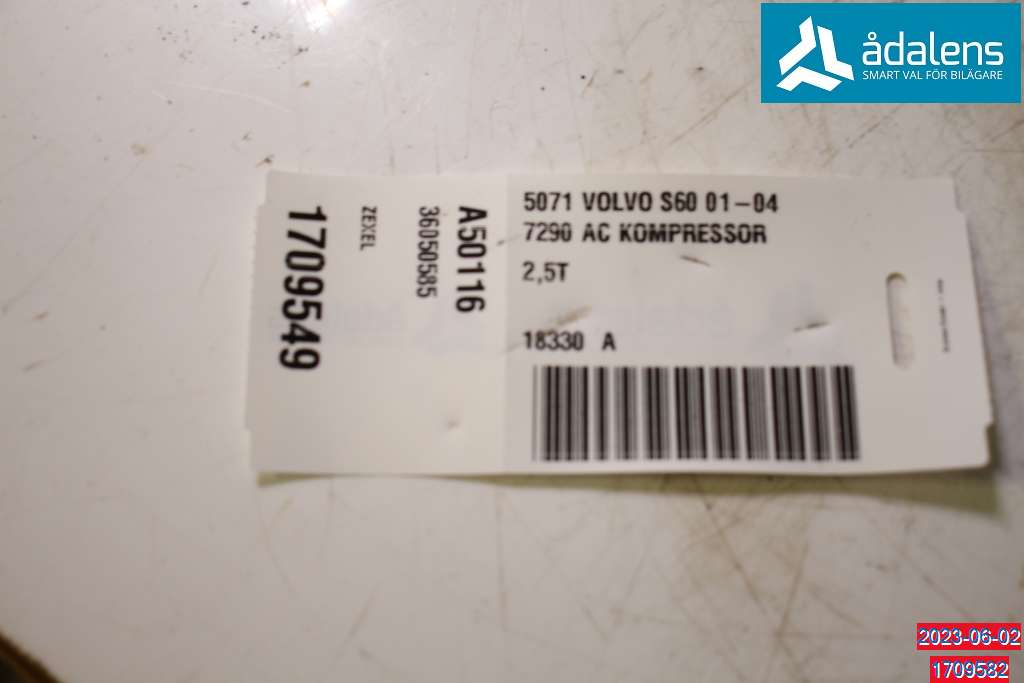 ådalens
SMART VAL FÖR BILÄGARE
5071 VOLVO S60 01-04
7290 AC KOMPRESSOR
2,5T
18330 A
A50116
36050585
ZEXEL
1709549
2023-06-02
1709582